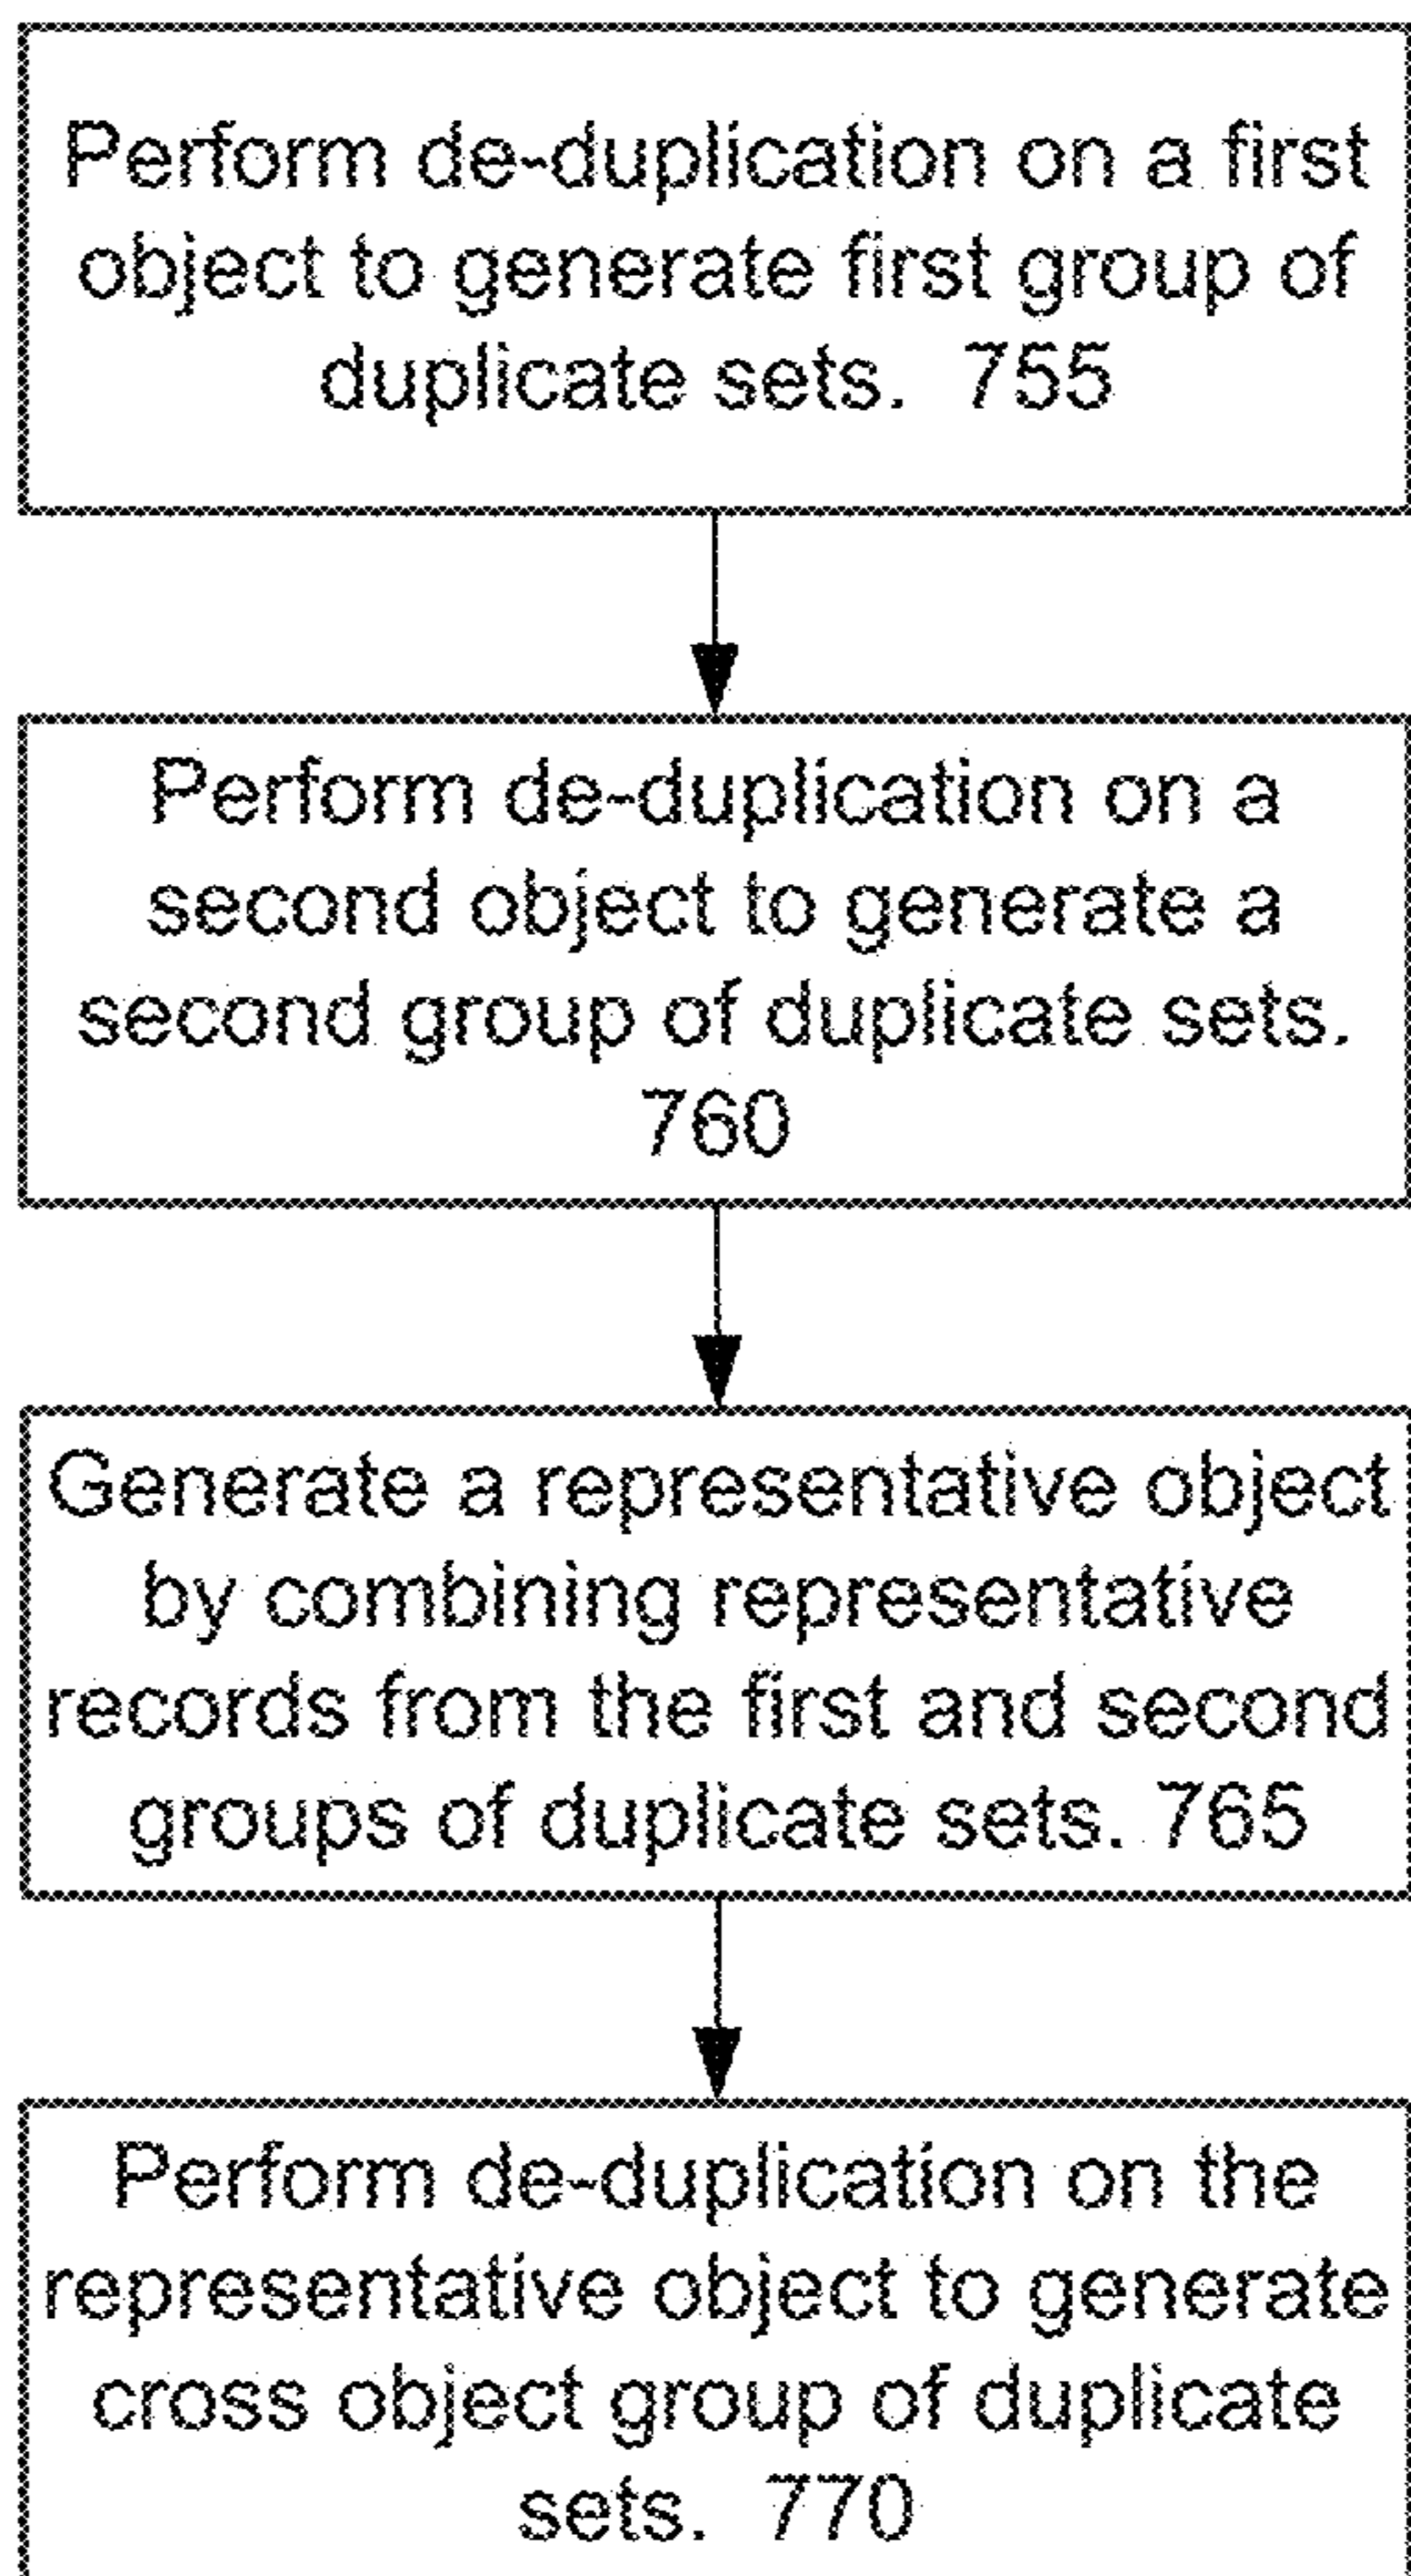 Perform de-duplication on a first
object to generate first group of
duplicate sets. 755
Perform de-duplication on a
second object to generate a
second group of duplicate sets.
760
Generate a representative object
by combining representative
records from the first and second
groups of duplicate sets. 765
Perform de-duplication on the
representative object to generate
cross object group of duplicate
sets. 770